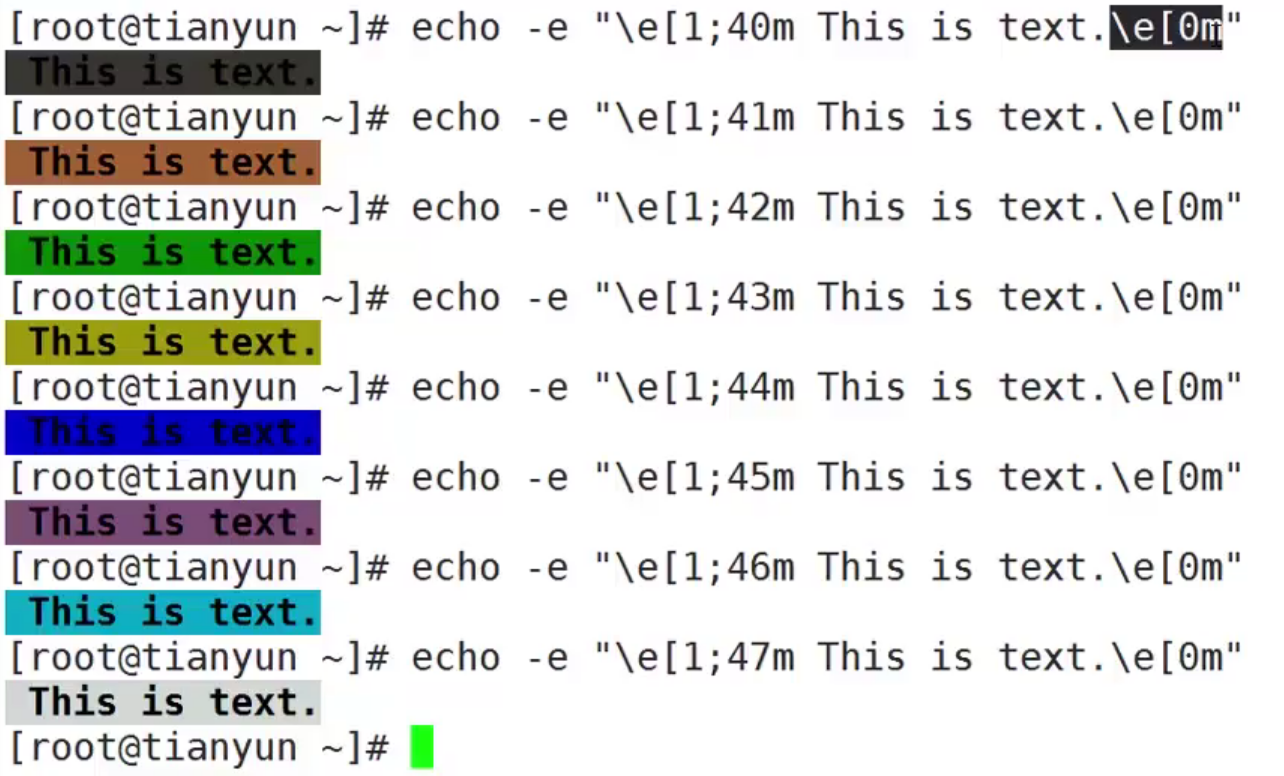 [root@tianyun ~]# echo -e "\e[1;40m This is text.\e[0m"
 This is text.
[root@tianyun ~]# echo -e "\e[1;41m This is text.\e[0m"
 This is text.
[root@tianyun ~]# echo -e "\e[1;42m This is text.\e[0m"
 This is text.
[root@tianyun ~]# echo -e "\e[1;43m This is text.\e[0m"
 This is text.
[root@tianyun ~]# echo -e "\e[1;44m This is text.\e[0m"
 This is text.
[root@tianyun ~]# echo -e "\e[1;45m This is text.\e[0m"
 This is text.
[root@tianyun ~]# echo -e "\e[1;46m This is text.\e[0m"
 This is text.
[root@tianyun ~]# echo -e "\e[1;47m This is text.\e[0m"
 This is text.
[root@tianyun ~]#